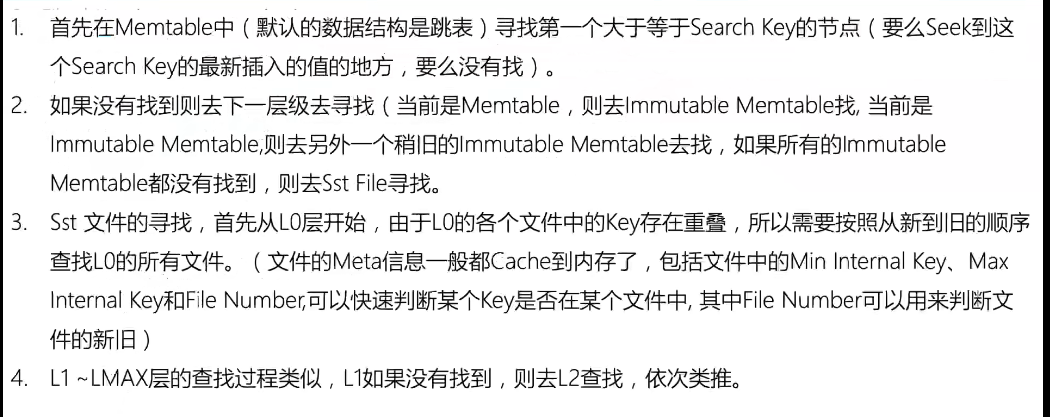 1. 首先在Memtable中（默认的数据结构是跳表）寻找第一个大于等于Search Key的节点（要么Seek到这
个Search Key的最新插入的值的地方，要么没有找）。
2. 如果没有找到则去下一层级去寻找（当前是Memtable，则去Immutable Memtable找, 当前是
Immutable Memtable,则去另外一个稍旧的Immutable Memtable去找，如果所有的Immutable
Memtable都没有找到，则去Sst File寻找。
3. Sst 文件的寻找，首先从L0层开始，由于L0的各个文件中的Key存在重叠，所以需要按照从新到旧的顺序
查找L0的所有文件。（文件的Meta信息一般都Cache到内存了，包括文件中的Min Internal Key、Max
Internal Key和File Number,可以快速判断某个Key是否在某个文件中, 其中File Number可以用来判断文
件的新旧）
4. L1 ~LMAX层的查找过程类似，L1如果没有找到，则去L2查找，依次类推。